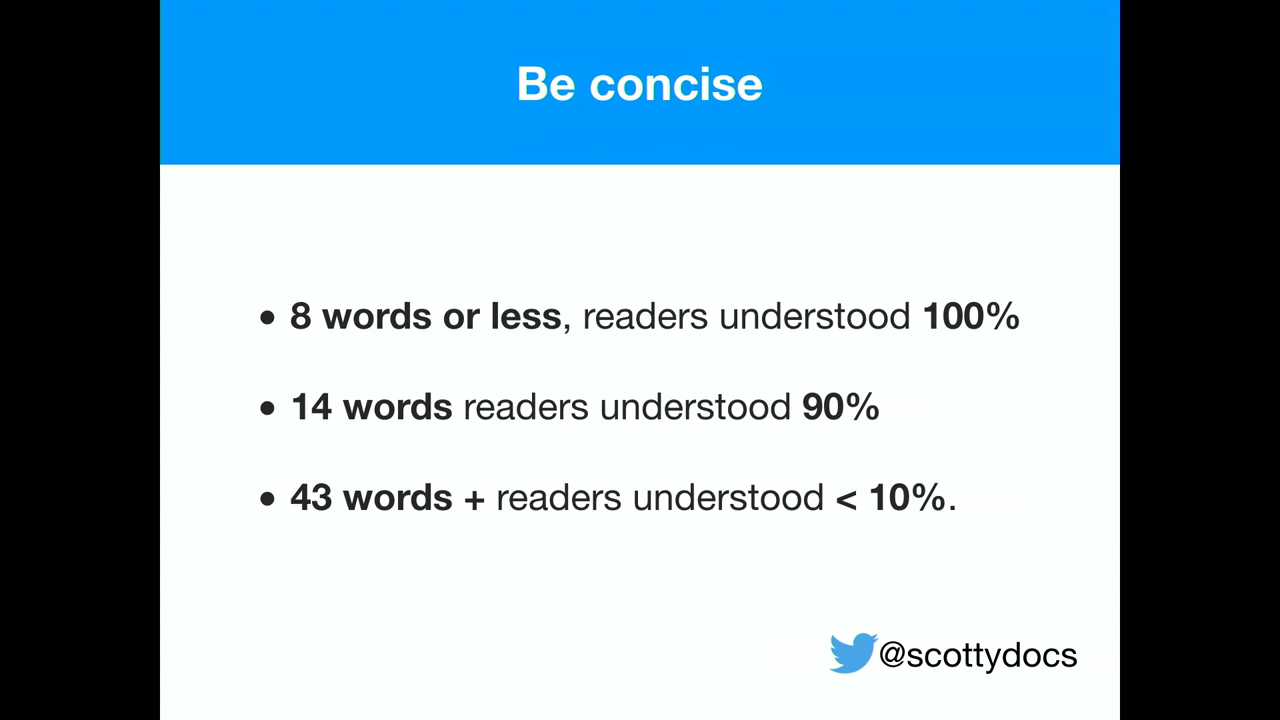 Be concise
• 8 words or less, readers understood 100%
• 14 words readers understood 90%
• 43 words + readers understood < 10%.
@scottydocs